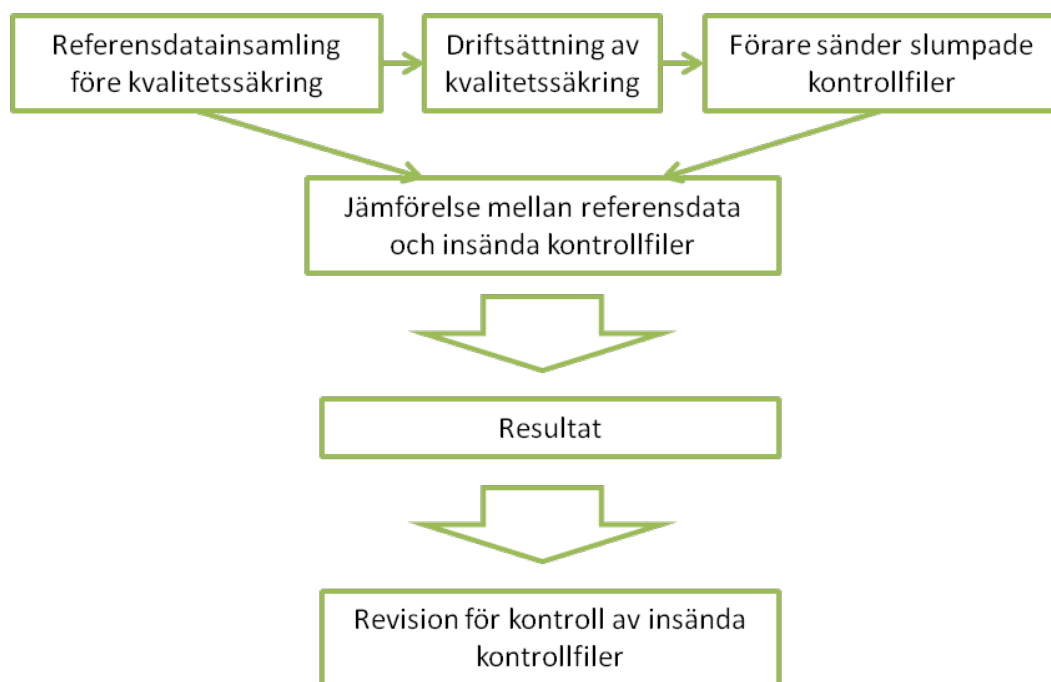 Referensdatainsamling
före kvalitetssäkring
Driftsättning av
kvalitetssäkring
Förare sänder slumpade
kontrollfiler
Jämförelse mellan referensdata
och insända kontrollfiler
Resultat
Revision för kontroll av insända
kontrollfiler